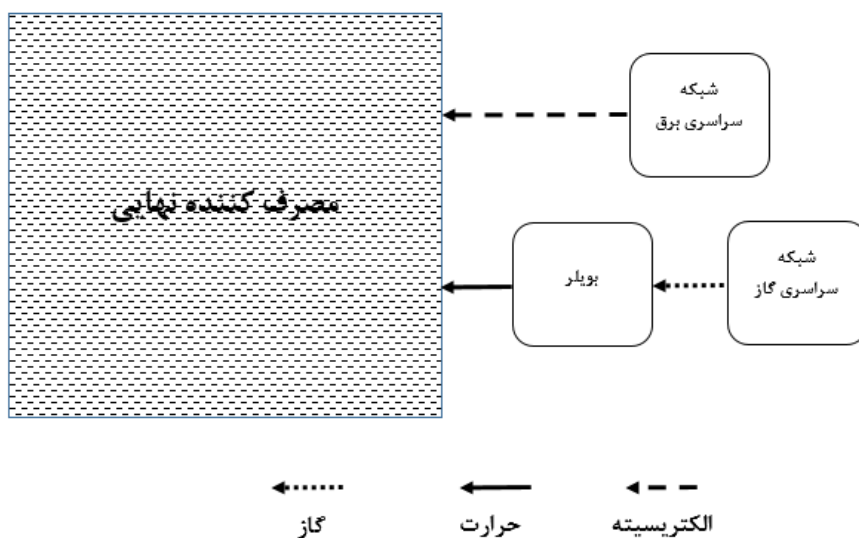 شبکه
سراسری برق
مصرف کننده نهایی
بویلر
شبکه
سراسری گاز
الکتریسیته
حرارت
گاز